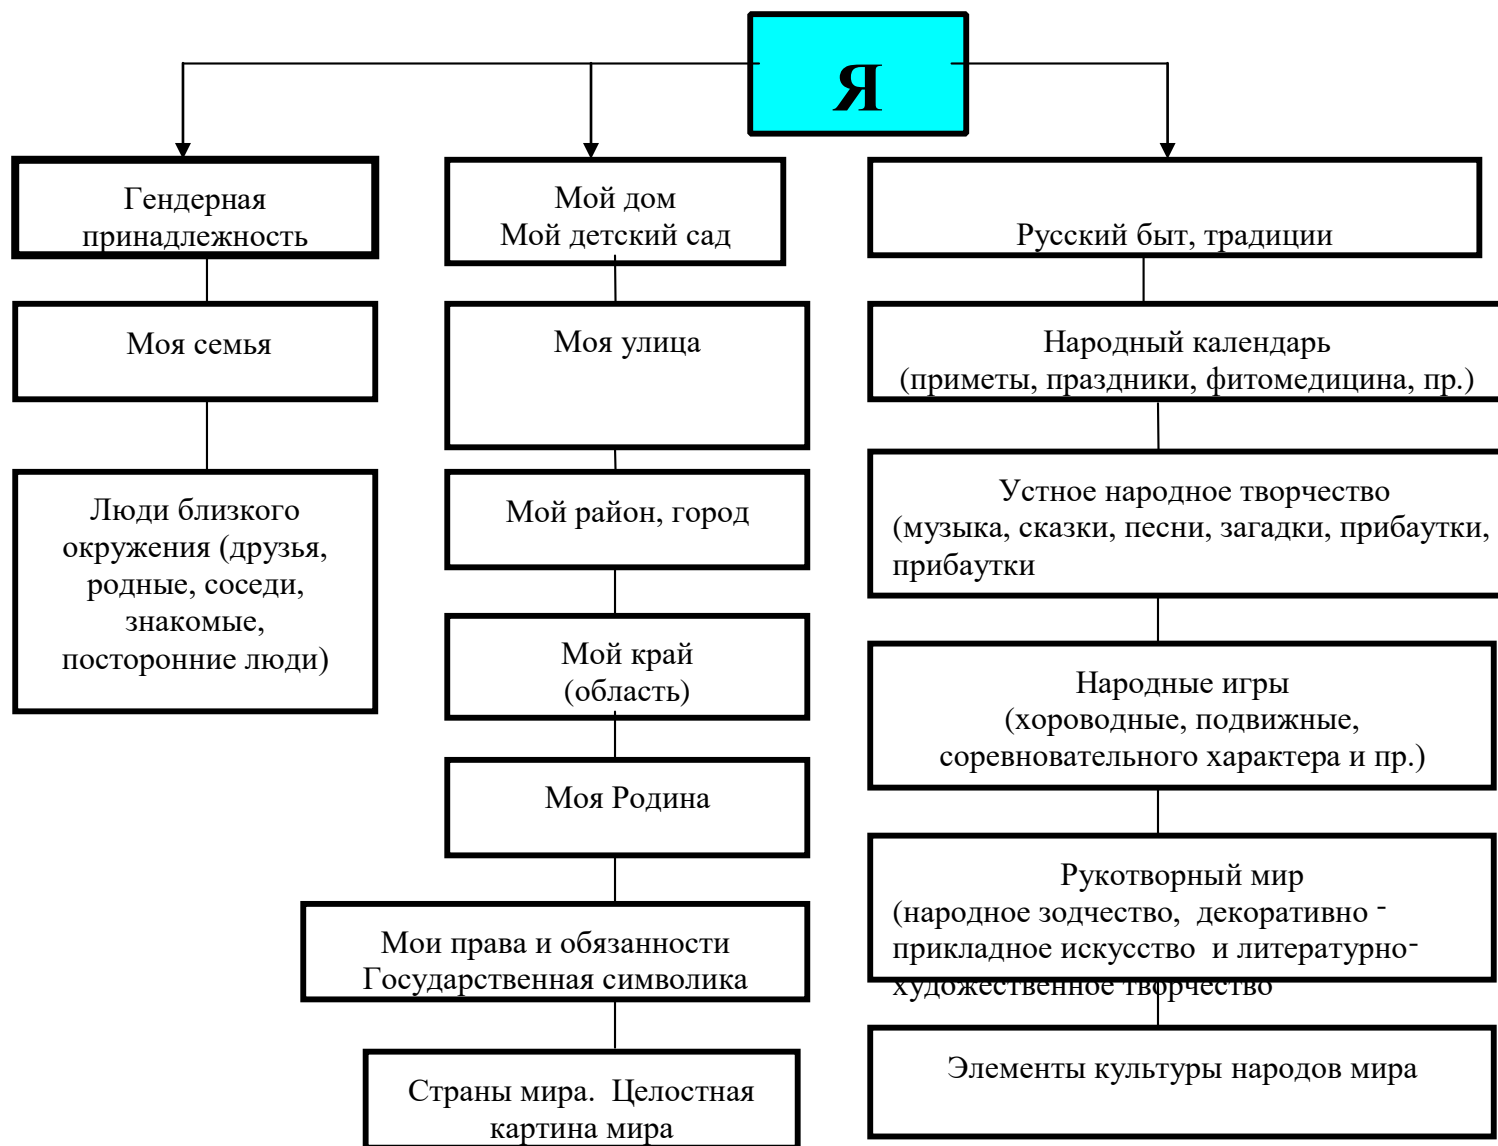 Я
Гендерная
принадлежность
Моя семья
Люди близкого
окружения (друзья,
родные, соседи,
знакомые,
посторонние люди)
Мой дом
Мой детский сад
Моя улица
Мой район, город
Мой край
(область)
Моя Родина
Мои права и обязанности
Государственная символика
Страны мира.  Целостная
картина мира
Русский быт, традиции
Народный календарь
(приметы, праздники, фитомедицина, пр.)
Устное народное творчество
(музыка, сказки, песни, загадки, прибаутки,
прибаутки
Народные игры
(хороводные, подвижные,
соревновательного характера и пр.)
Рукотворный мир
(народное зодчество,  декоративно -
прикладное искусство  и литературно-
художественное творчество
Элементы культуры народов мира